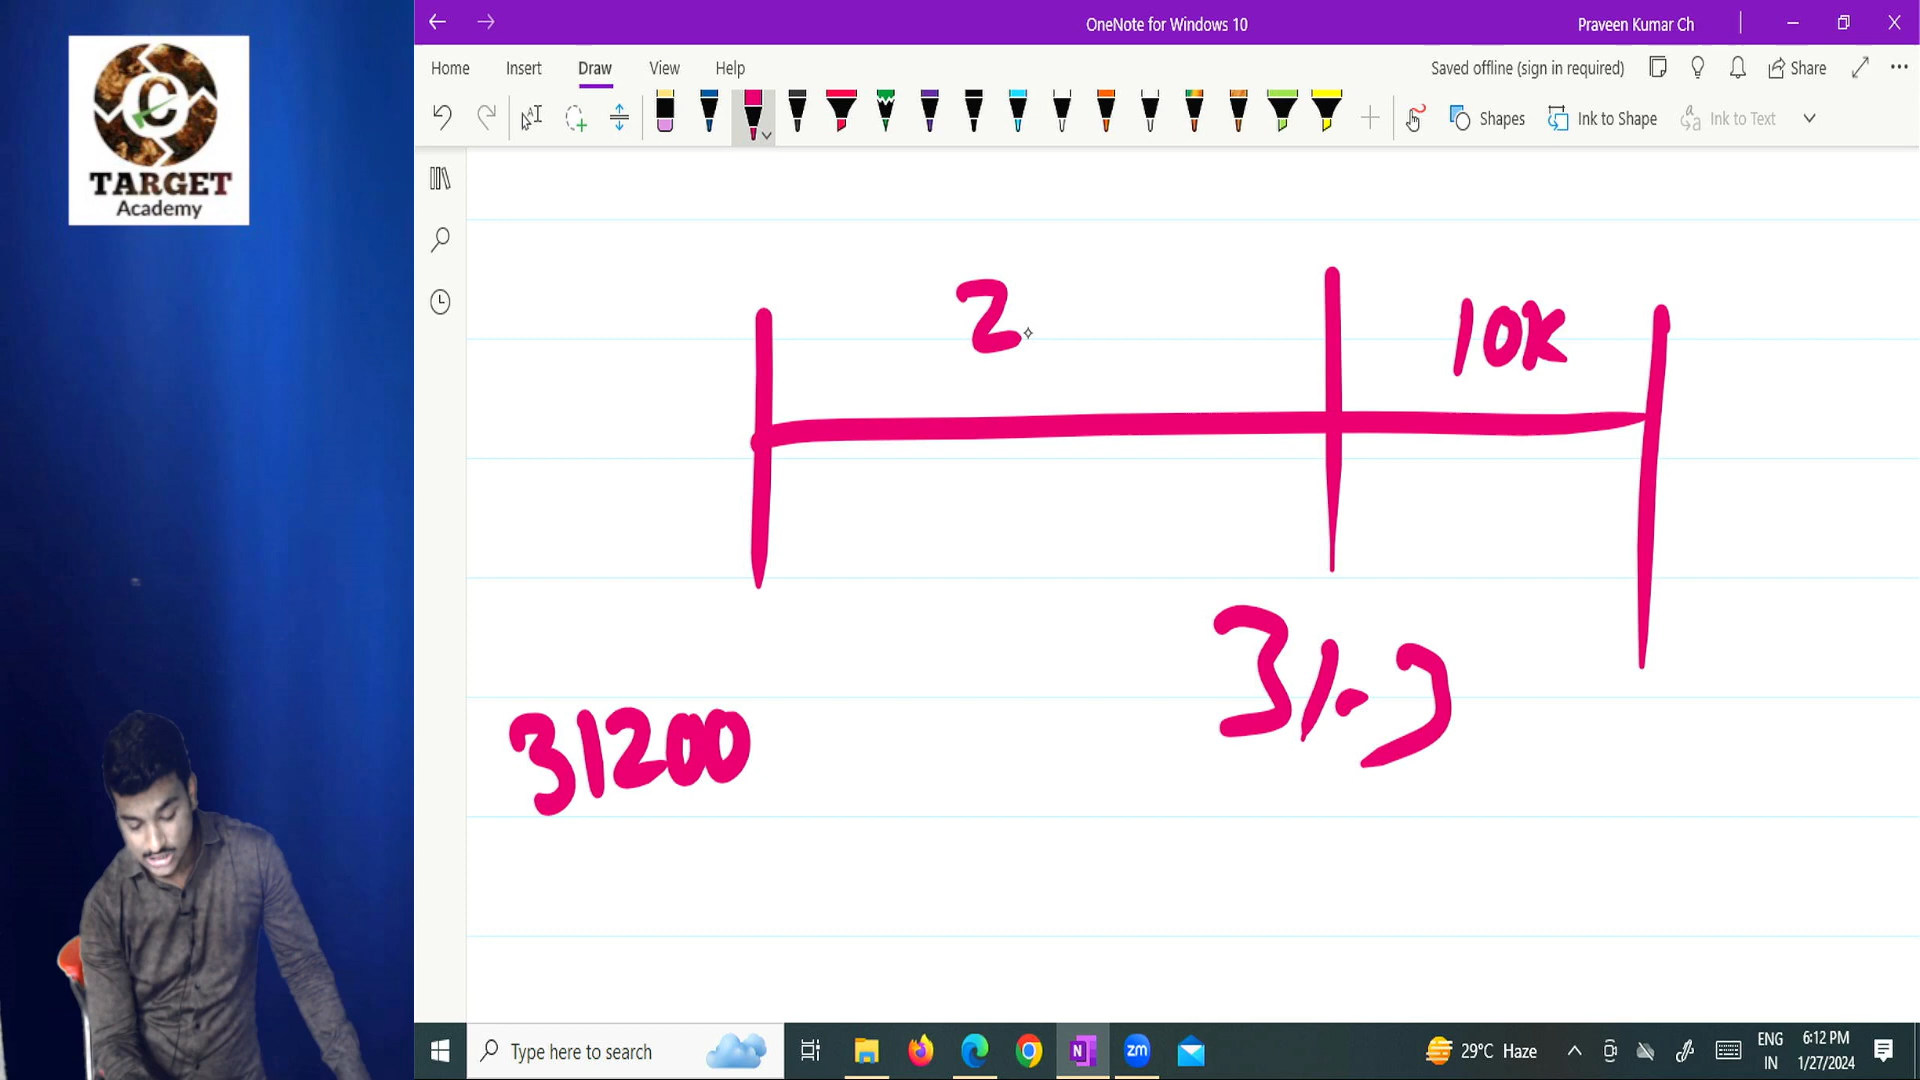 OneNote for Windows 10
Praveen Kumar Ch
TARGET
Academy
Home Insert Draw View Help
Saved offline (sign in required) Share
Shapes Ink to Shape Ink to Text
2
10K
31200
Type here to search
zm
29°C Haze
ENG
IN
6:12 PM
1/27/2024